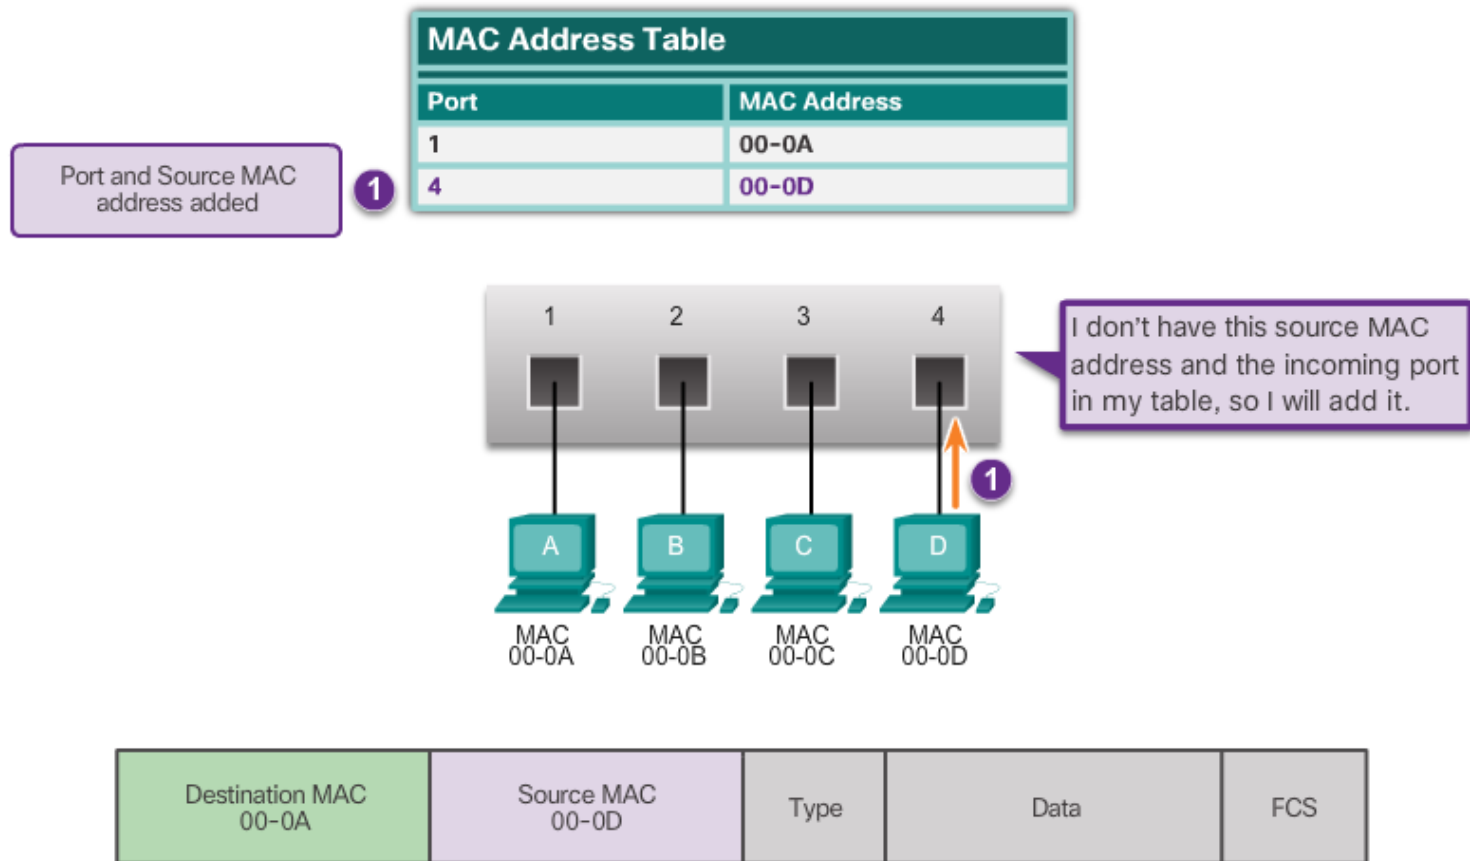 MAC Address Table
Port
MAC Address
1
00-0A
4
00-0D
Port and Source MAC
address added
1
1
2
3
4
I don't have this source MAC
address and the incoming port
in my table, so I will add it.
1
A
B
C
D
MAC
00-0A
MAC
00-0B
MAC
00-0C
MAC
00-0D
Destination MAC
00-0A
Source MAC
00-0D
Type
Data
FCS